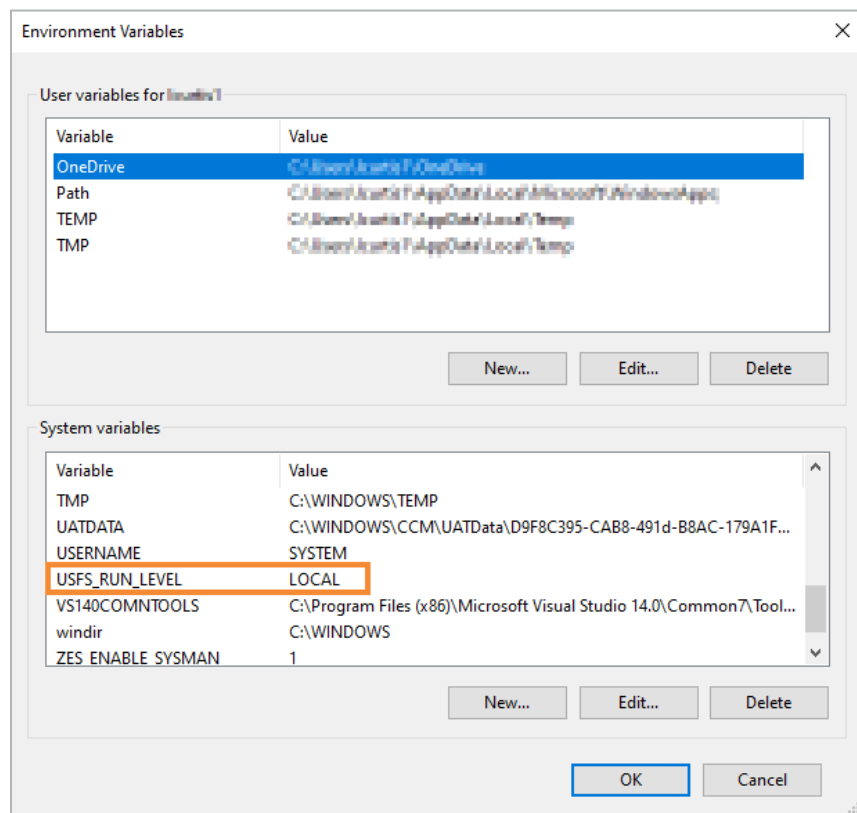 Environment Variables
User variables for
Variable Value
OneDrive
Path
TEMP
TMP
New... Edit... Delete
System variables
Variable Value
TMP C:\WINDOWS\TEMP
UATDATA C:\WINDOWS\CCM\UATData\D9F8C395-CAB8-491d-B8AC-179A1F...
USERNAME SYSTEM
USFS_RUN_LEVEL LOCAL
VS140COMNTOOLS C:\Program Files (x86)\Microsoft Visual Studio 14.0\Common7\Tool...
windir C:\WINDOWS
ZES_ENABLE_SYSMAN 1
New... Edit... Delete
OK Cancel